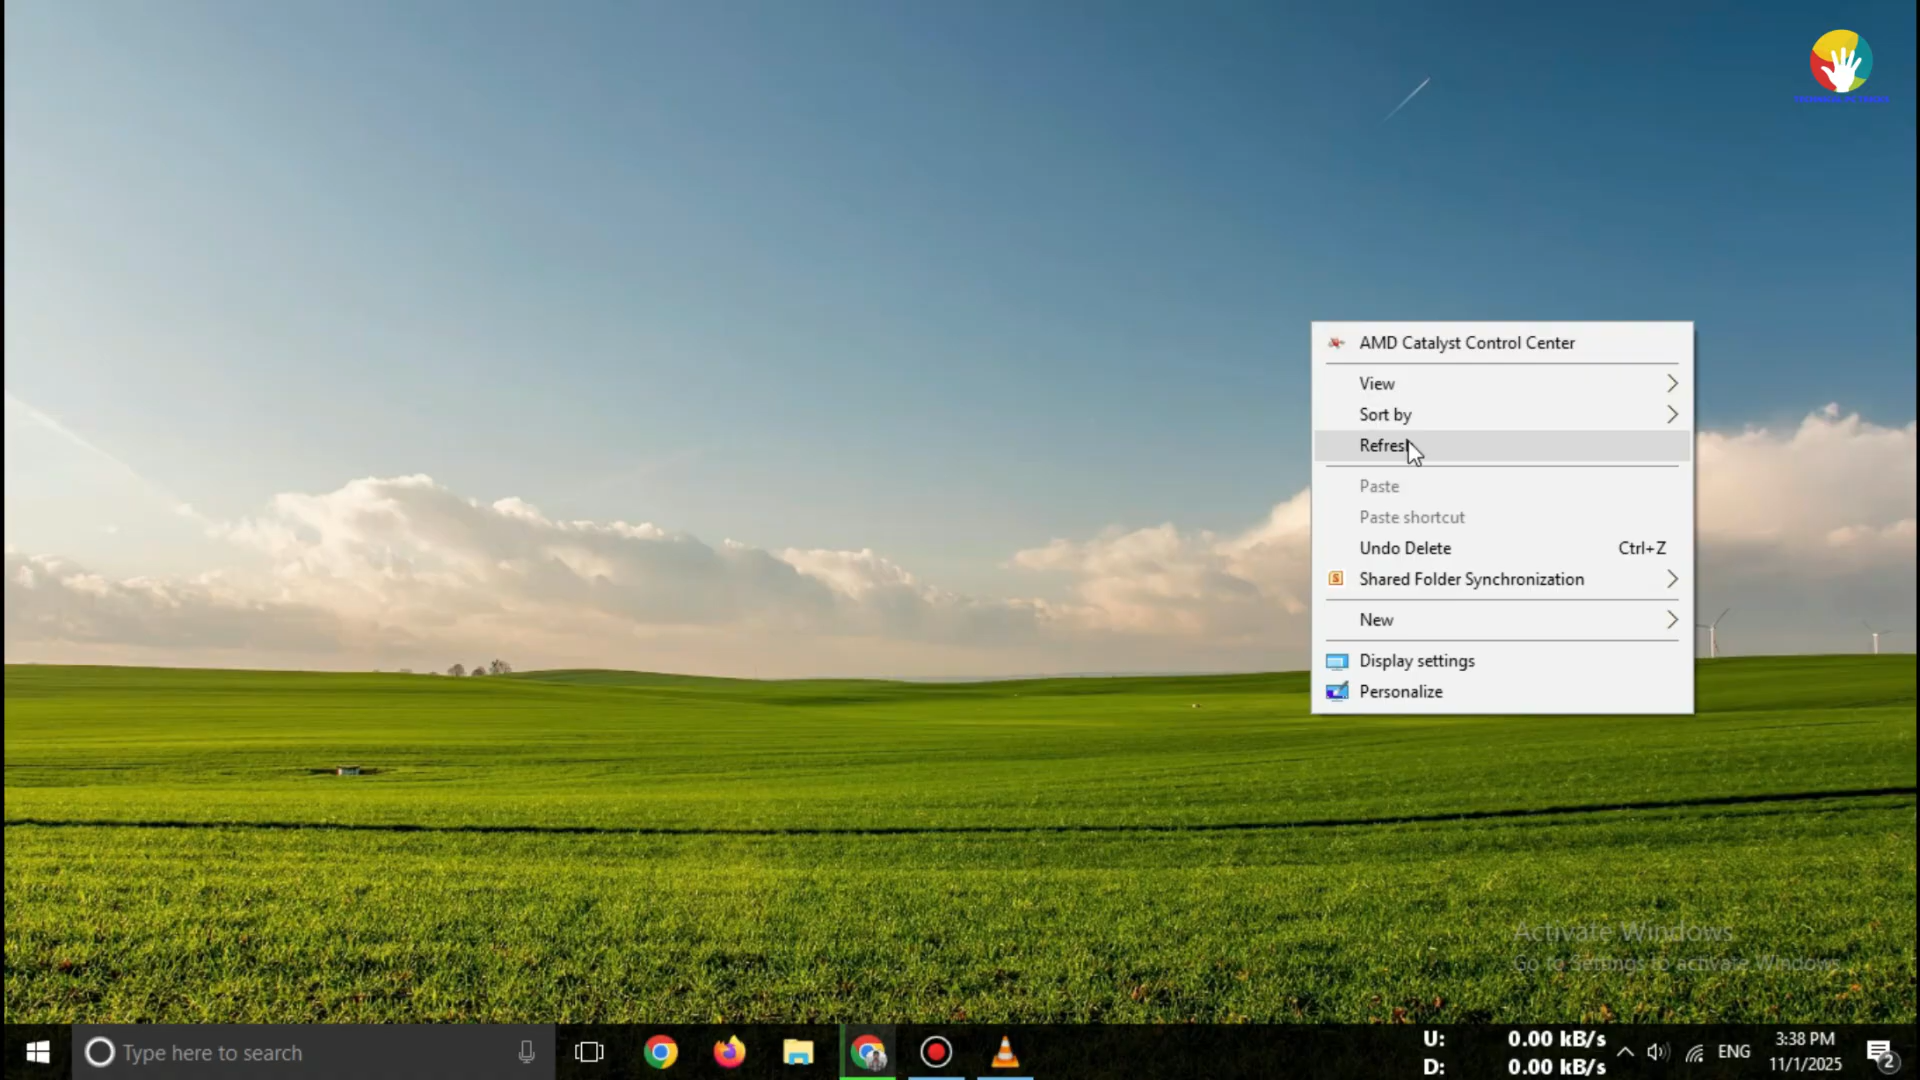 AMD Catalyst Control Center
View
Sort by
Refresh
Paste
Paste shortcut
Undo Delete Ctrl+Z
Shared Folder Synchronization
New
Display settings
Personalize
Activate Windows
Go to Settings to activate Windows.
Type here to search
U: 0.00 kB/s
D: 0.00 kB/s
ENG
3:38 PM
11/1/2025
2